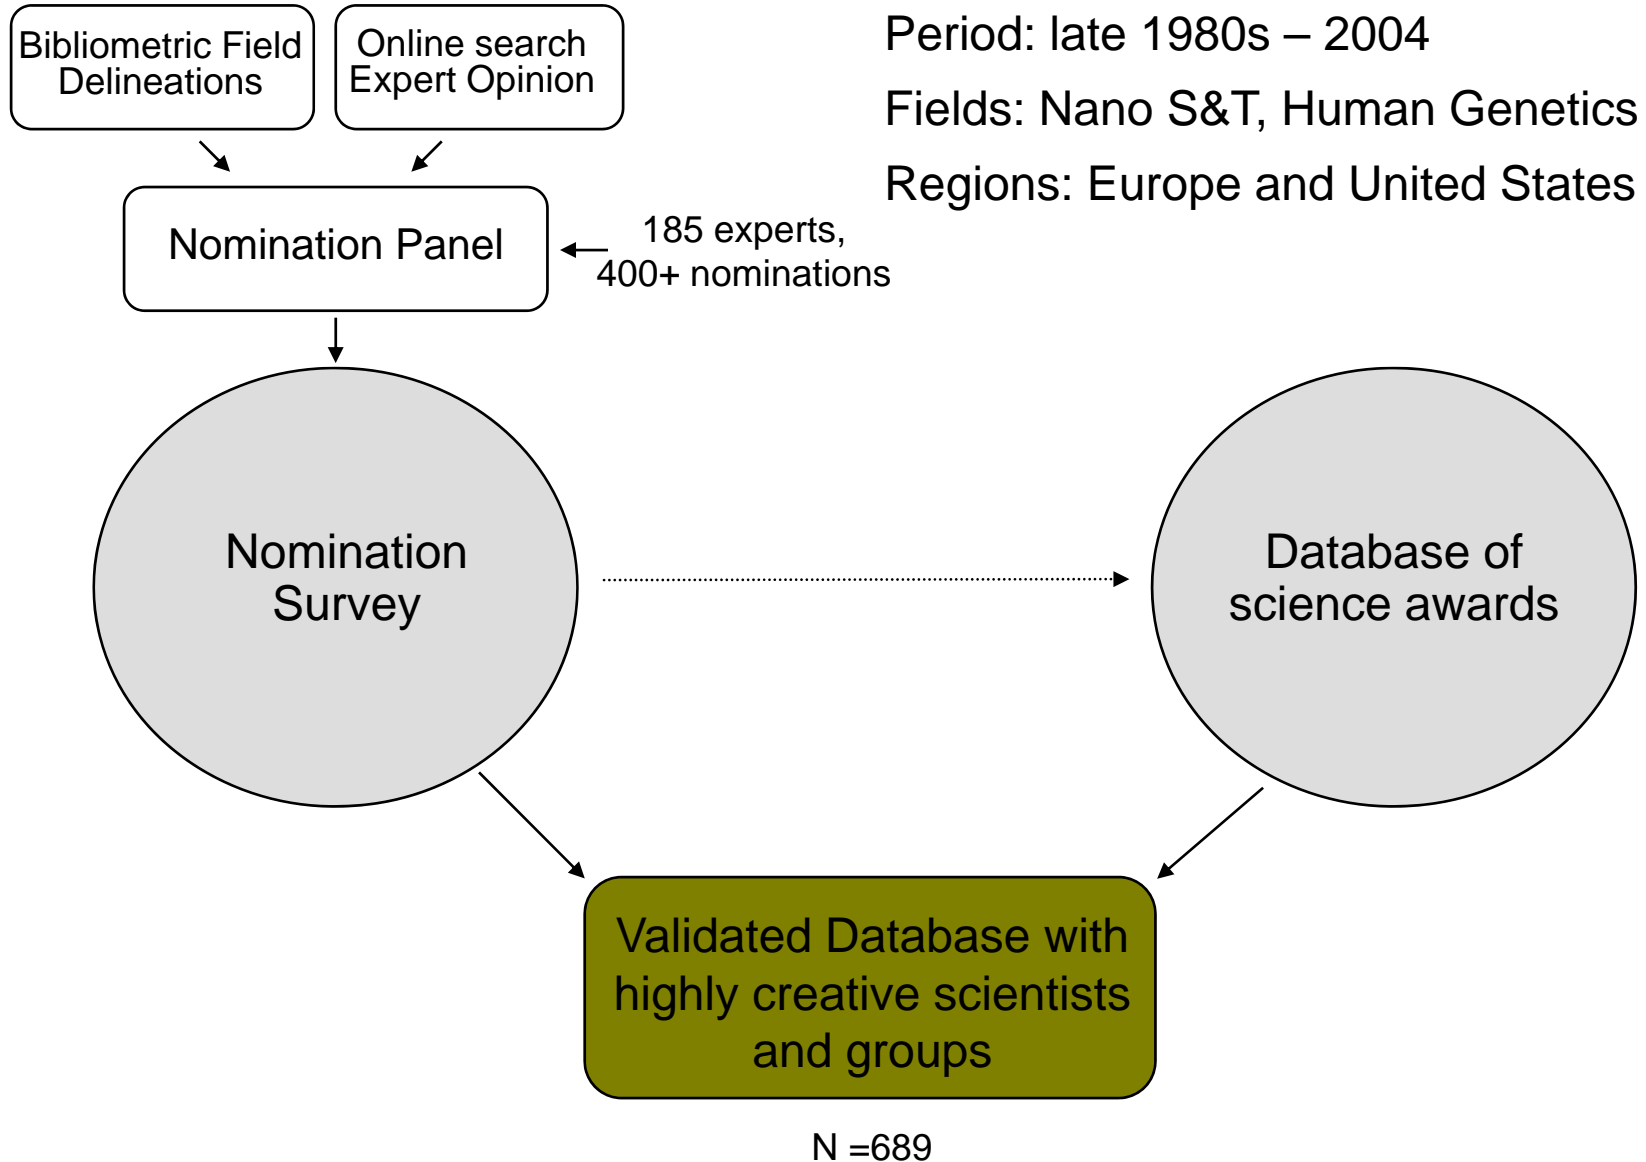 Bibliometric Field
Delineations
Online search
Expert Opinion
Period: late 1980s – 2004
Fields: Nano S&T, Human Genetics
Regions: Europe and United States
Nomination Panel
185 experts,
400+ nominations
Nomination
Survey
Database of
science awards
Validated Database with
highly creative scientists
and groups
N =689